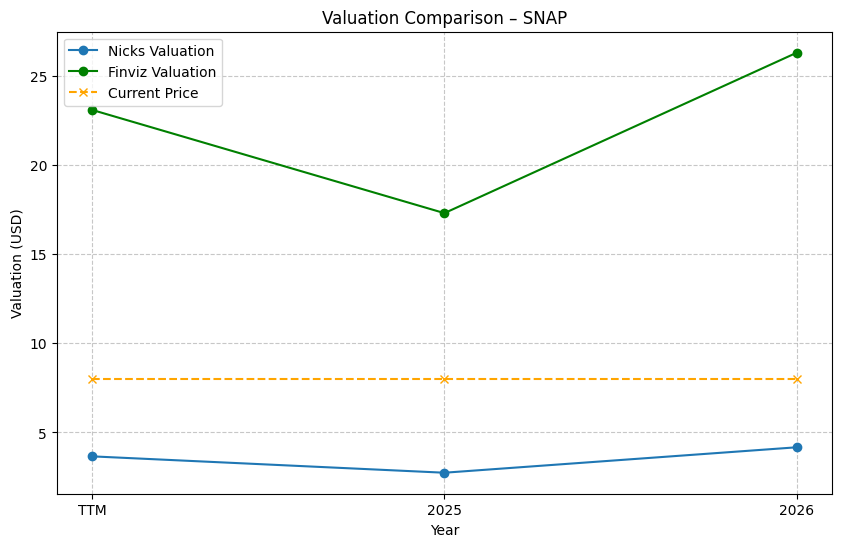 Valuation Comparison – SNAP
Nicks Valuation
Finviz Valuation
Current Price
25
20
15
10
5
Valuation (USD)
TTM
2025
2026
Year